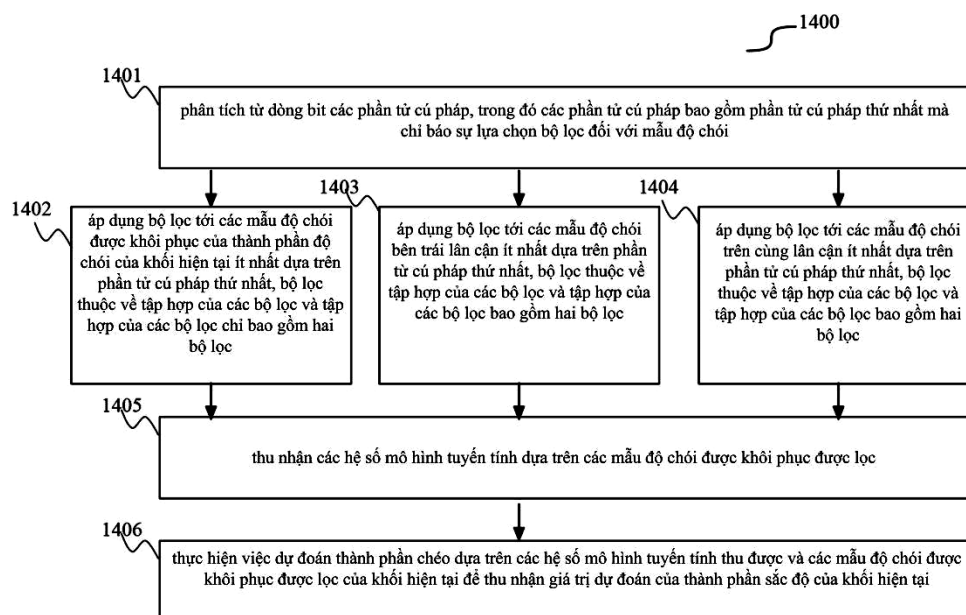 1400
1401
phân tích từ dòng bit các phần tử cú pháp, trong đó các phần tử cú pháp bao gồm phần tử cú pháp thứ nhất mà
chỉ báo sự lựa chọn bộ lọc đối với mẫu độ chói
1402
áp dụng bộ lọc tới các mẫu độ chói
được khôi phục của thành phần độ
chói của khối hiện tại ít nhất dựa trên
phần tử cú pháp thứ nhất, bộ lọc
thuộc về tập hợp của các bộ lọc và tập
hợp của các bộ lọc chỉ bao gồm hai
bộ lọc
1403
áp dụng bộ lọc tới các mẫu độ chói
bên trái lân cận ít nhất dựa trên phần
tử cú pháp thứ nhất, bộ lọc thuộc về
tập hợp của các bộ lọc và tập hợp của
các bộ lọc bao gồm hai bộ lọc
1404
áp dụng bộ lọc tới các mẫu độ chói
trên cùng lân cận ít nhất dựa trên
phần tử cú pháp thứ nhất, bộ lọc
thuộc về tập hợp của các bộ lọc và
tập hợp của các bộ lọc bao gồm hai
bộ lọc
1405
thu nhận các hệ số mô hình tuyến tính dựa trên các mẫu độ chói được khôi phục được lọc
1406
thực hiện việc dự đoán thành phần chéo dựa trên các hệ số mô hình tuyến tính thu được và các mẫu độ chói được
khôi phục được lọc của khối hiện tại để thu nhận giá trị dự đoán của thành phần sắc độ của khối hiện tại